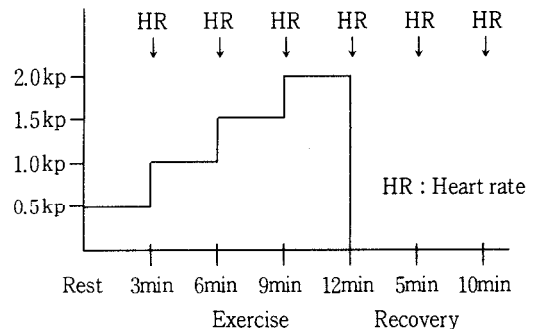 HR HR HR HR HR HR
2.0kp
1.5kp
1.0kp
0.5kp
HR : Heart rate
Rest 3min 6min 9min 12min 5min 10min
Exercise Recovery